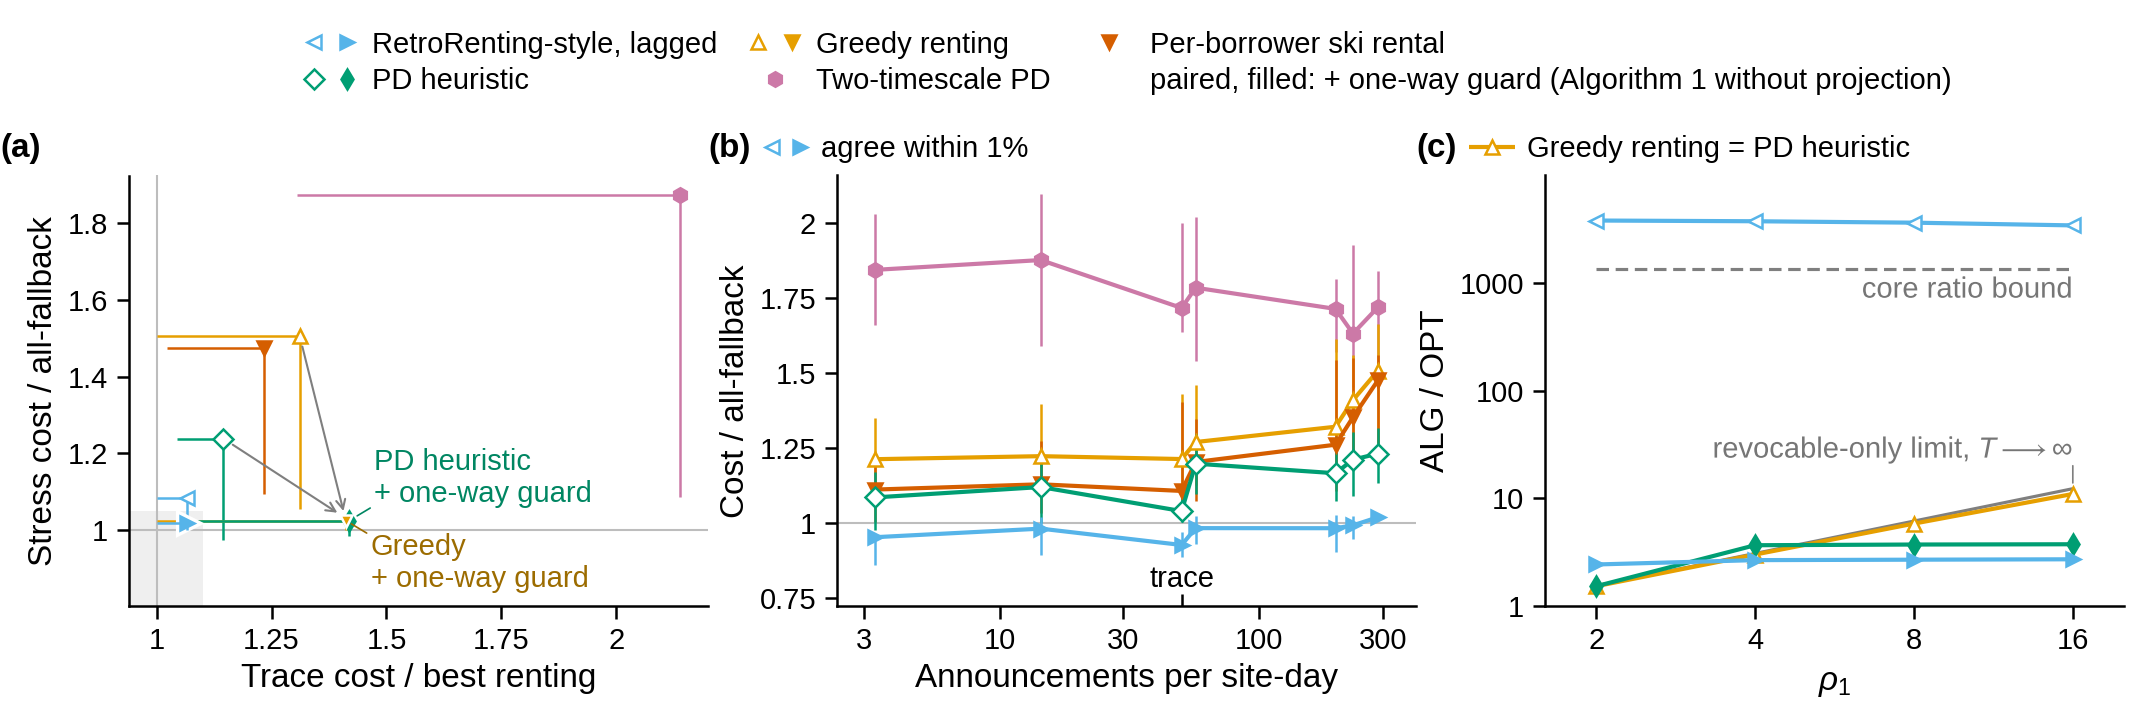 RetroRenting-style, lagged
Greedy renting
Per-borrower ski rental
PD heuristic
Two-timescale PD
paired, filled: + one-way guard (Algorithm 1 without projection)
(a)
Stress cost / all-fallback
1.8
1.6
1.4
1.2
1
PD heuristic
+ one-way guard
Greedy
+ one-way guard
1
1.25
1.5
1.75
2
Trace cost / best renting
(b)
agree within 1%
Cost / all-fallback
2
1.75
1.5
1.25
1
0.75
trace
3
10
30
100
300
Announcements per site-day
(c)
Greedy renting = PD heuristic
ALG / OPT
1000
100
10
1
core ratio bound
revocable-only limit, T ⟶ ∞
2
4
8
16
ρ₁